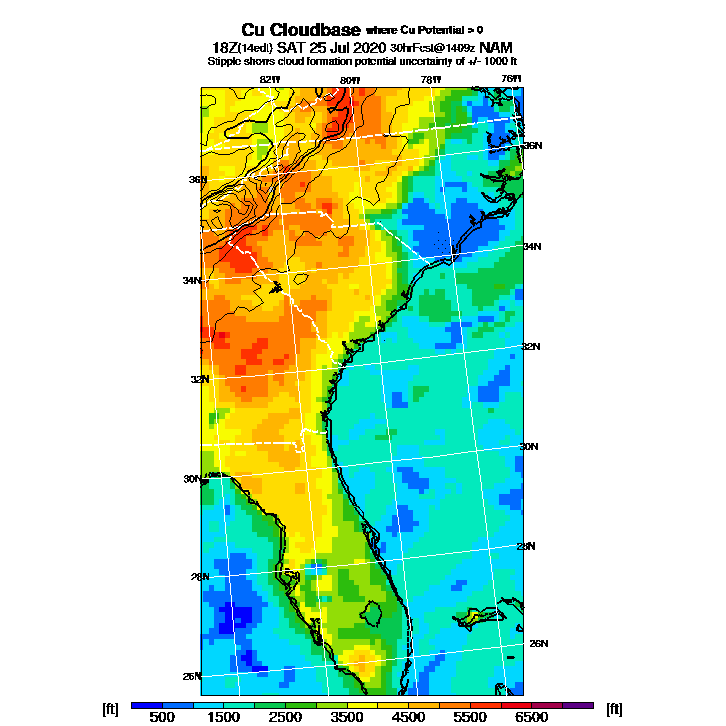 Cu Cloudbase where Cu Potential > 0
18Z(14edt) SAT 25 Jul 2020 30hrFcst@1409z NAM
Stipple shows cloud formation potential uncertainty of +/- 1000 ft
82W 80W 78W 76W
36N
36N
34N
34N
32N
32N
30N
30N
28N
28N
26N
26N
[ft] [ft]
500 1500 2500 3500 4500 5500 6500